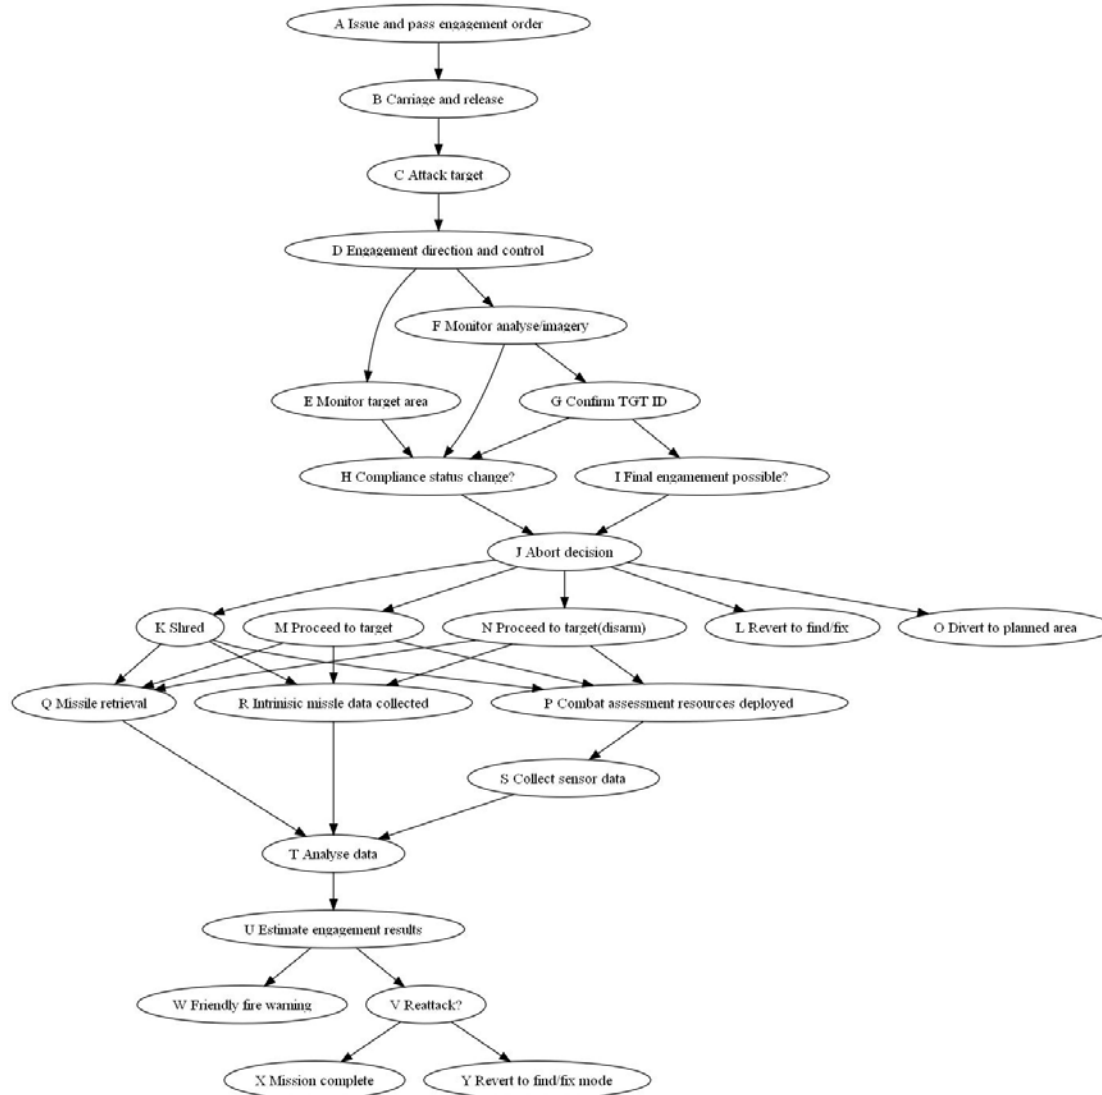 A Issue and pass engagement order
B Carriage and release
C Attack target
D Engagement direction and control
F Monitor analyse/imagery
E Monitor target area
G Confirm TGT ID
H Compliance status change?
I Final engamement possible?
J Abort decision
K Shred
M Proceed to target
N Proceed to target(disarm)
L Revert to find/fix
O Divert to planned area
Q Missile retrieval
R Intrinisic missle data collected
P Combat assessment resources deployed
S Collect sensor data
T Analyse data
U Estimate engagement results
W Friendly fire warning
V Reattack?
X Mission complete
Y Revert to find/fix mode